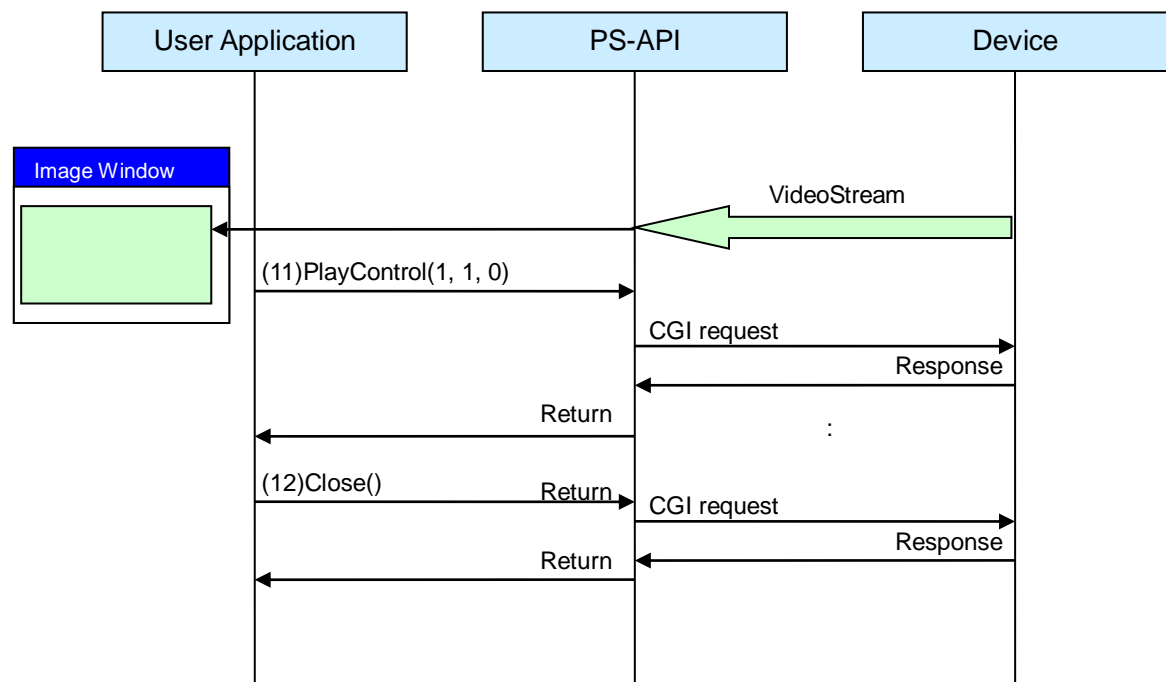 User Application
PS-API
Device
Image Window
VideoStream
(11)PlayControl(1, 1, 0)
CGI request
Response
Return
:
(12)Close()
Return
CGI request
Response
Return